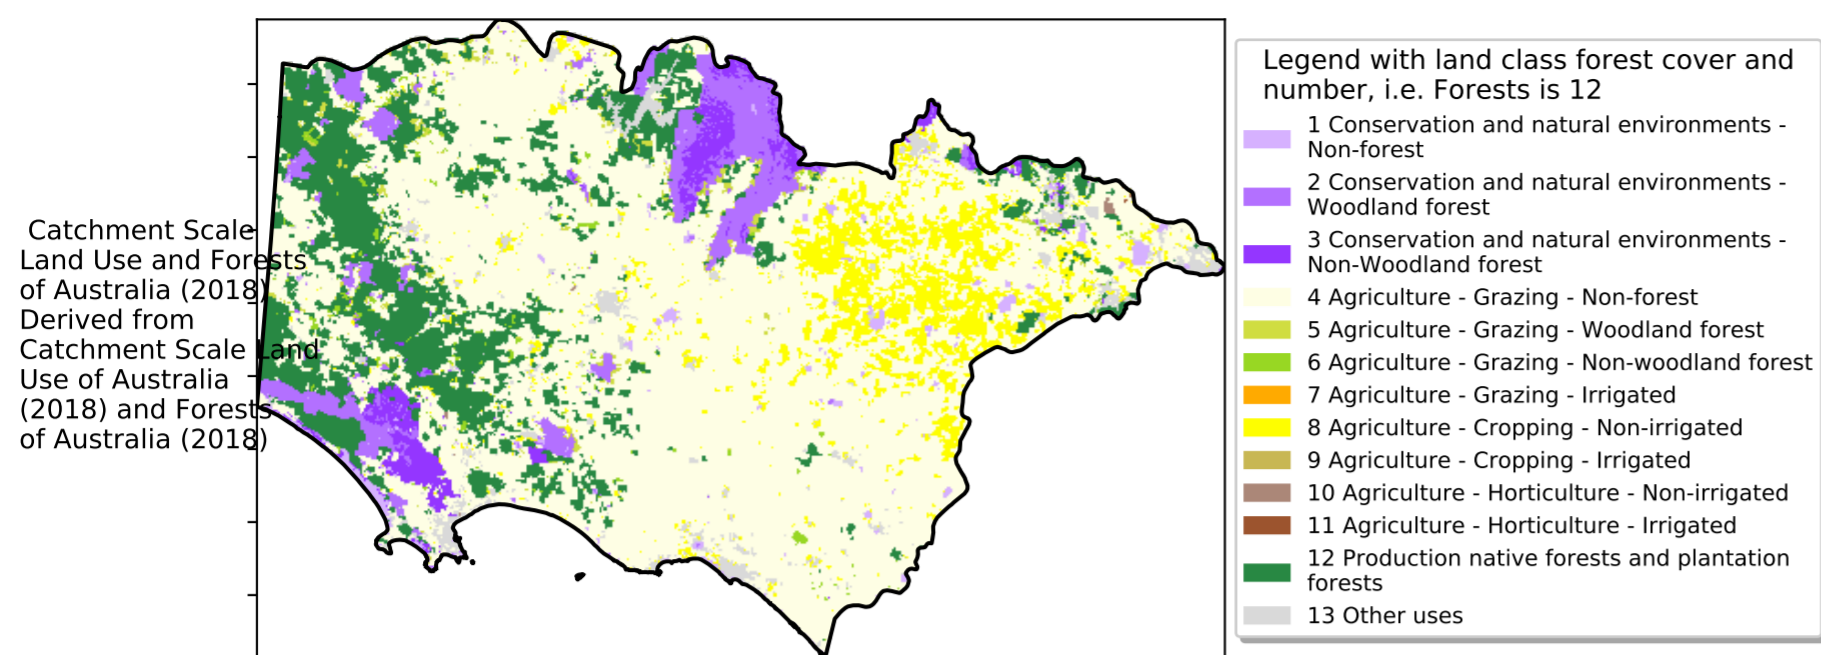 Catchment Scale
Land Use and Forests
of Australia (2018)
Derived from
Catchment Scale Land
Use of Australia
(2018) and Forests
of Australia (2018)
Legend with land class forest cover and
number, i.e. Forests is 12
1 Conservation and natural environments -
Non-forest
2 Conservation and natural environments -
Woodland forest
3 Conservation and natural environments -
Non-Woodland forest
4 Agriculture - Grazing - Non-forest
5 Agriculture - Grazing - Woodland forest
6 Agriculture - Grazing - Non-woodland forest
7 Agriculture - Grazing - Irrigated
8 Agriculture - Cropping - Non-irrigated
9 Agriculture - Cropping - Irrigated
10 Agriculture - Horticulture - Non-irrigated
11 Agriculture - Horticulture - Irrigated
12 Production native forests and plantation
forests
13 Other uses